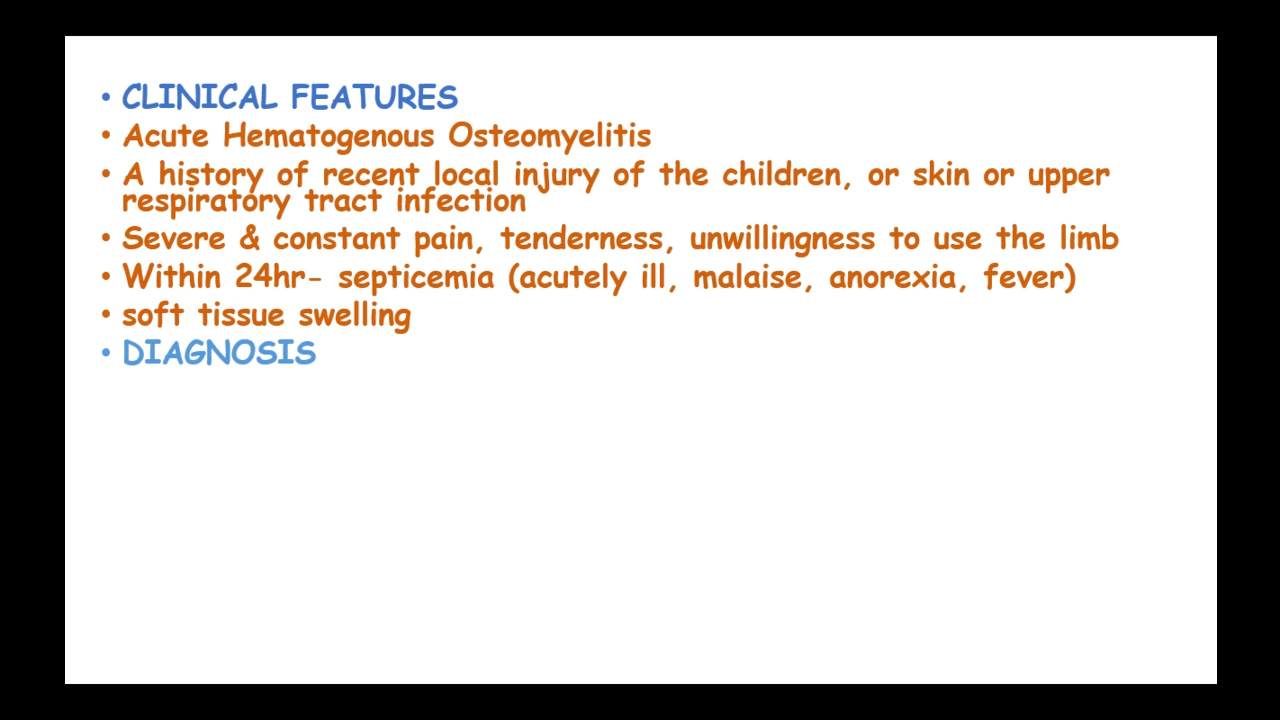 • CLINICAL FEATURES
• Acute Hematogenous Osteomyelitis
• A history of recent local injury of the children, or skin or upper
respiratory tract infection
• Severe & constant pain, tenderness, unwillingness to use the limb
• Within 24hr- septicemia (acutely ill, malaise, anorexia, fever)
• soft tissue swelling
• DIAGNOSIS